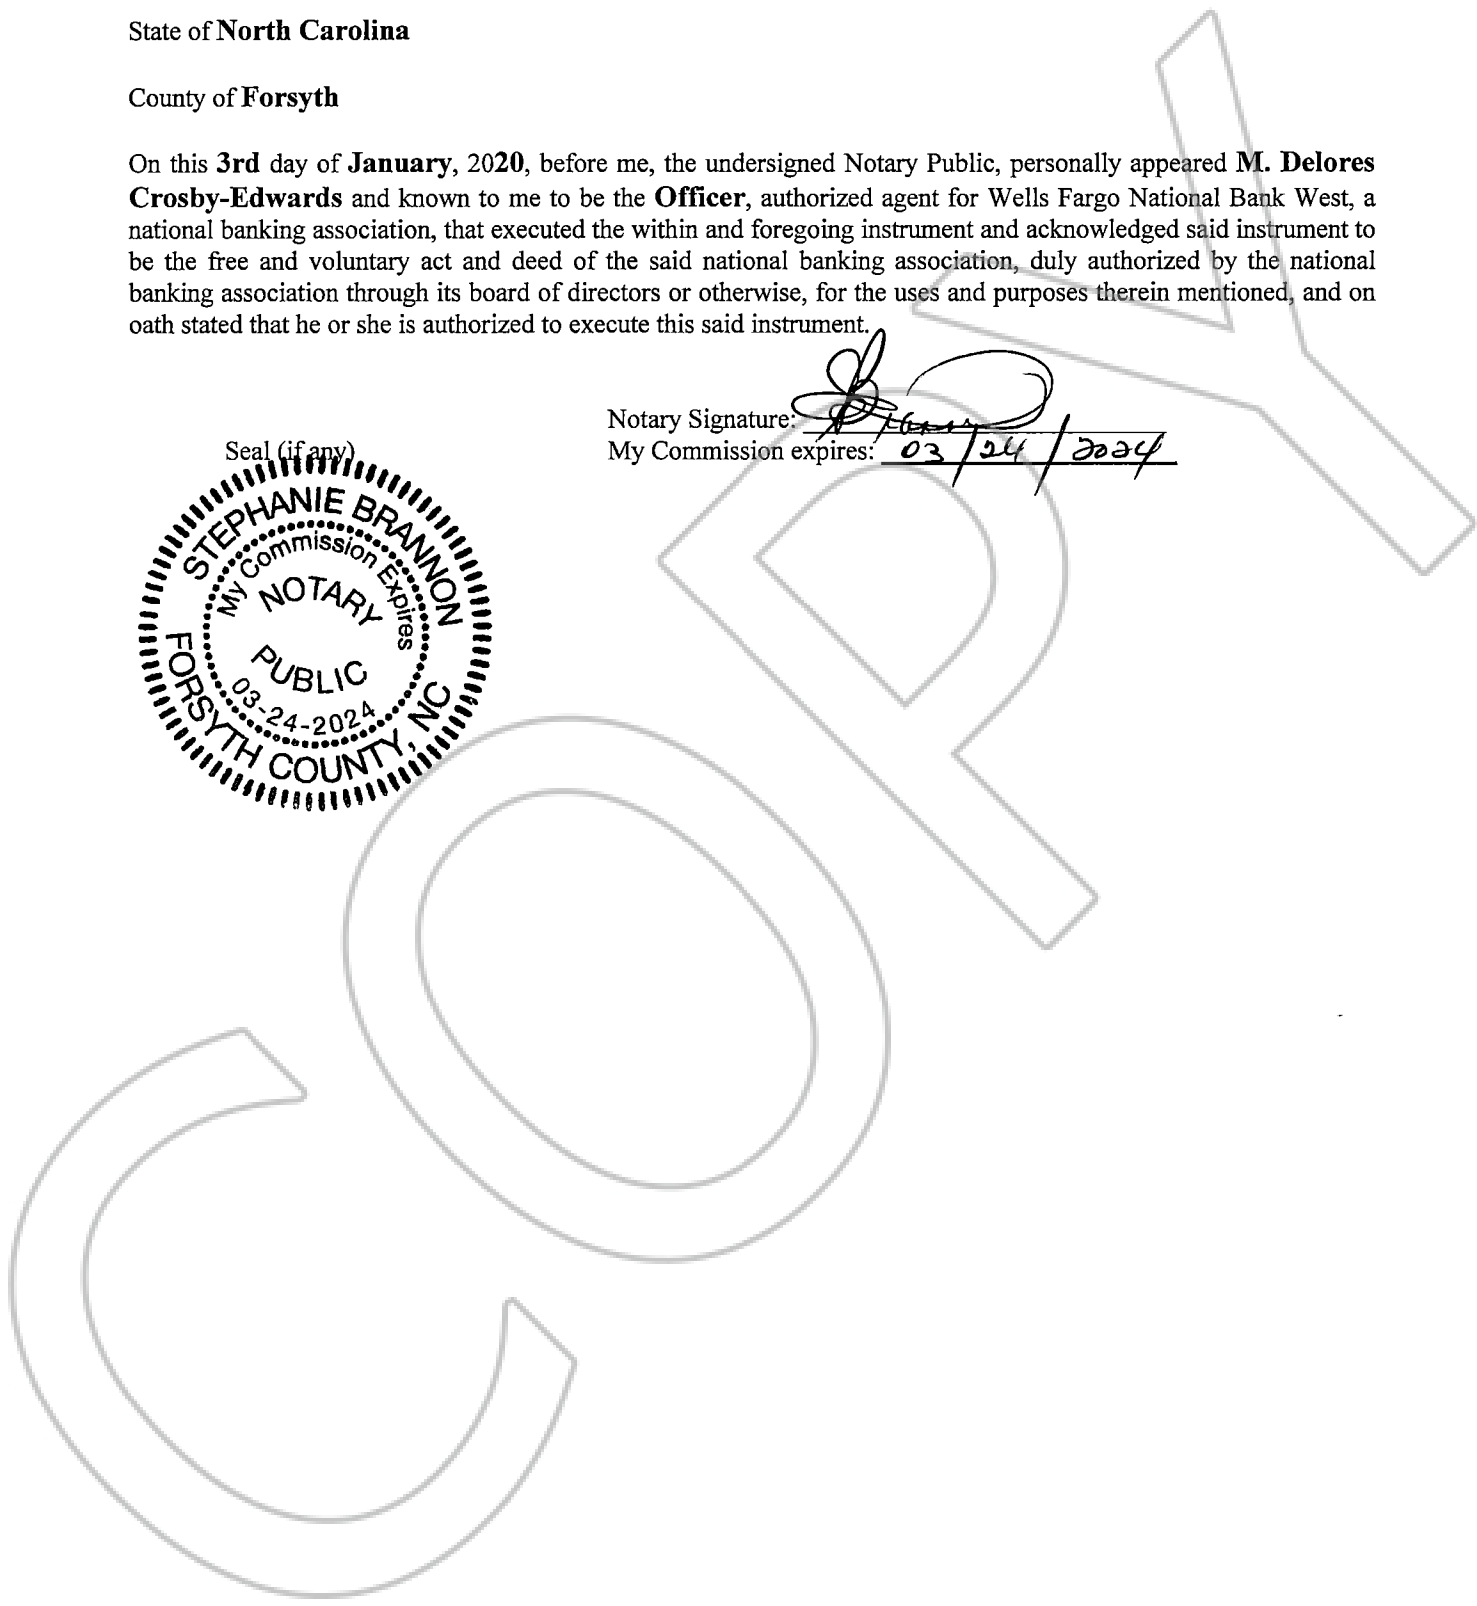 State of North Carolina
County of Forsyth
On this 3rd day of January, 2020, before me, the undersigned Notary Public, personally appeared M. Delores
Crosby-Edwards and known to me to be the Officer, authorized agent for Wells Fargo National Bank West, a
national banking association, that executed the within and foregoing instrument and acknowledged said instrument to
be the free and voluntary act and deed of the said national banking association, duly authorized by the national
banking association through its board of directors or otherwise, for the uses and purposes therein mentioned, and on
oath stated that he or she is authorized to execute this said instrument.
Notary Signature:
My Commission expires: 03/24/2024
Seal (if any)
STEPHANIE BRANNON
My Commission Expires
NOTARY
PUBLIC
03-24-2024
FORSYTH COUNTY, NC
COPY